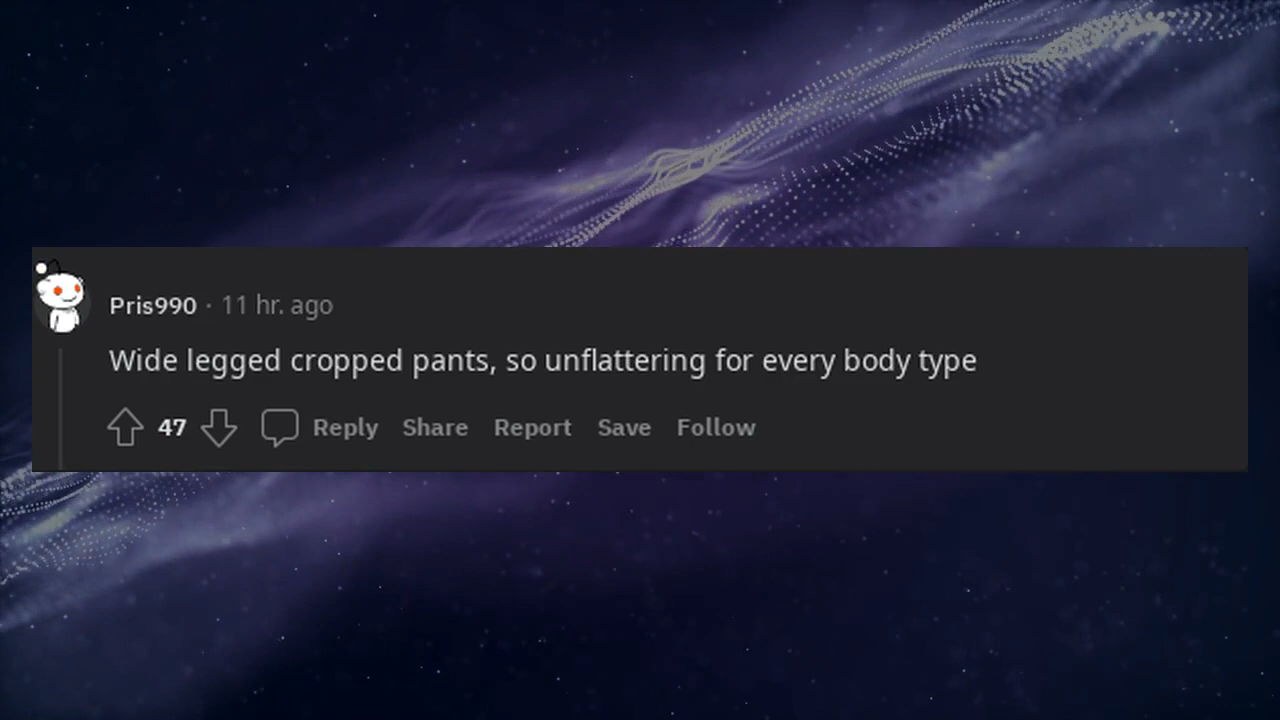 Pris990 · 11 hr. ago
Wide legged cropped pants, so unflattering for every body type
47 Reply Share Report Save Follow